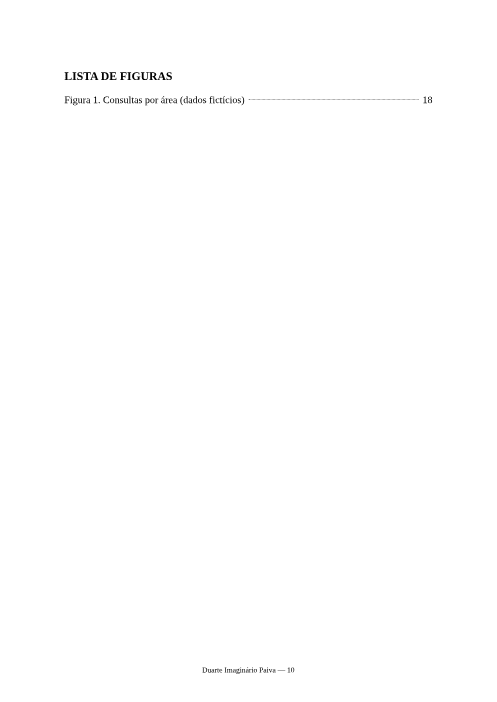 LISTA DE FIGURAS
Figura 1. Consultas por área (dados fictícios) 18
Duarte Imaginário Paiva — 10